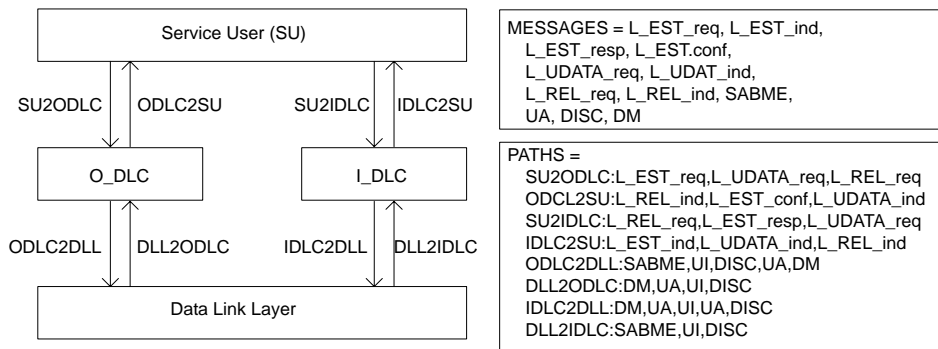 Service User (SU)
SU2ODLC
ODLC2SU
SU2IDLC
IDLC2SU
O_DLC
I_DLC
ODLC2DLL
DLL2ODLC
IDLC2DLL
DLL2IDLC
Data Link Layer
MESSAGES = L_EST_req, L_EST_ind,
L_EST_resp, L_EST.conf,
L_UDATA_req, L_UDAT_ind,
L_REL_req, L_REL_ind, SABME,
UA, DISC, DM
PATHS =
SU2ODLC:L_EST_req,L_UDATA_req,L_REL_req
ODCL2SU:L_REL_ind,L_EST_conf,L_UDATA_ind
SU2IDLC:L_REL_req,L_EST_resp,L_UDATA_req
IDLC2SU:L_EST_ind,L_UDATA_ind,L_REL_ind
ODLC2DLL:SABME,UI,DISC,UA,DM
DLL2ODLC:DM,UA,UI,DISC
IDLC2DLL:DM,UA,UI,UA,DISC
DLL2IDLC:SABME,UI,DISC